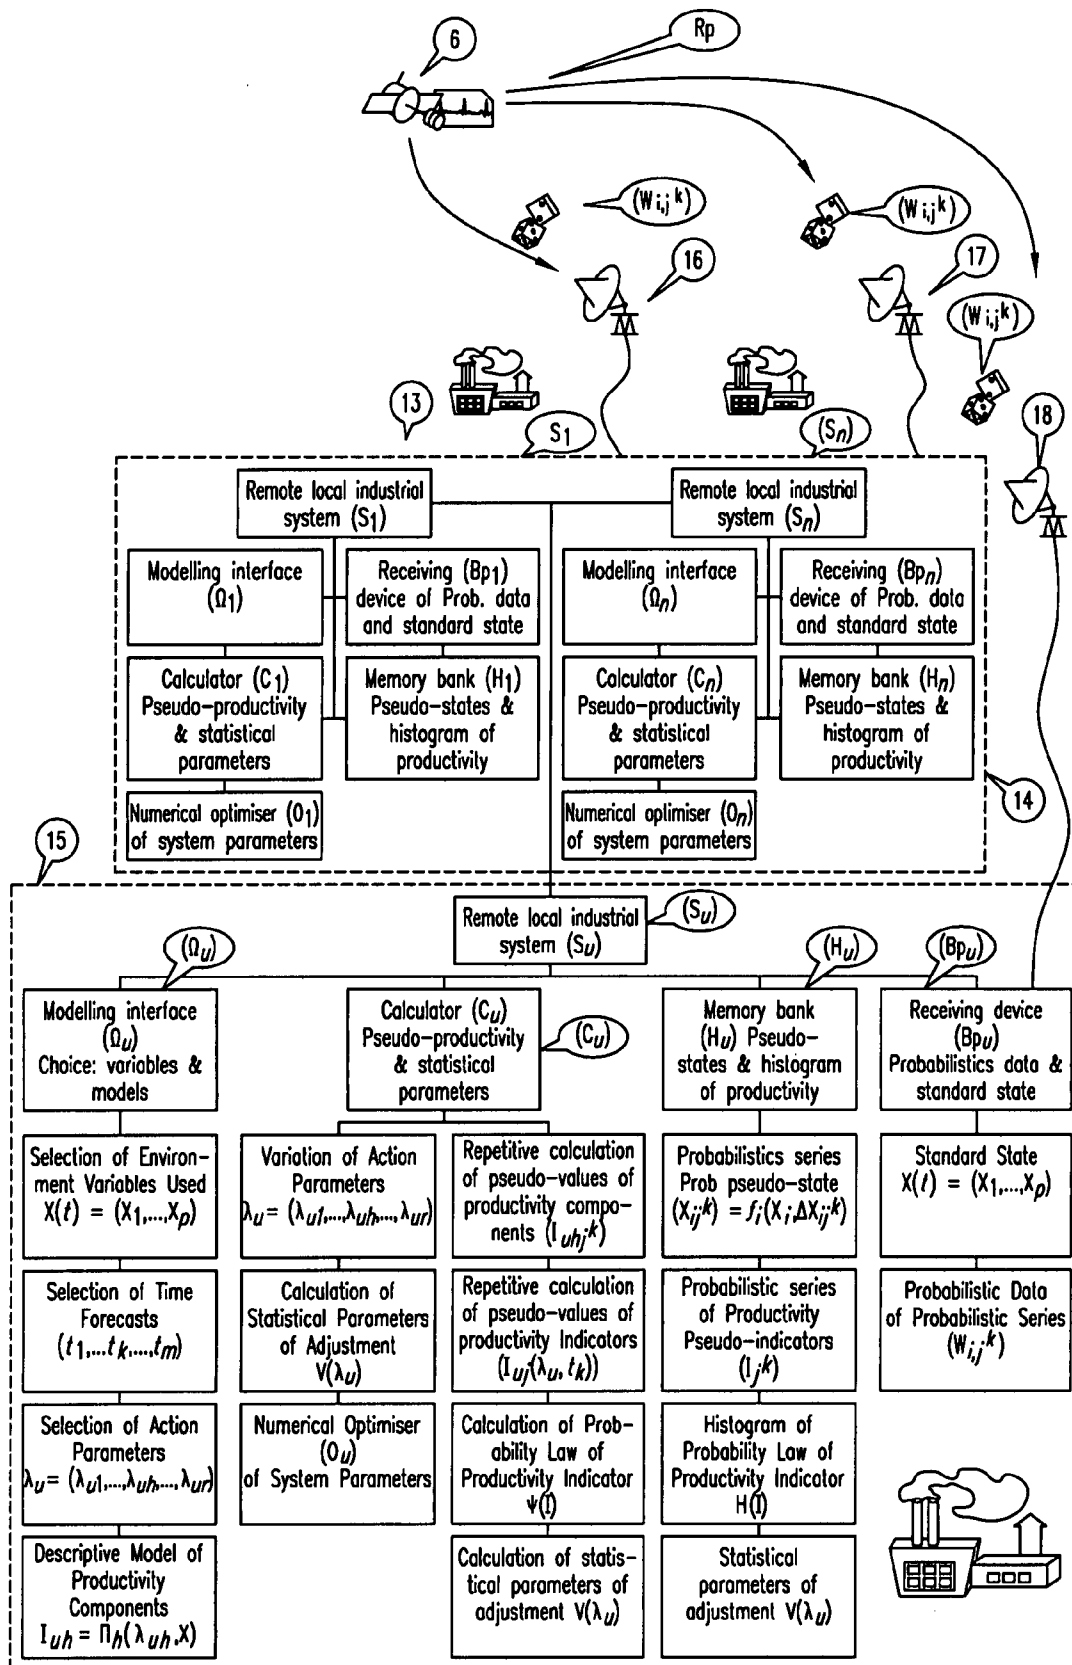 6
Rp
(W i,j k)
(W i,j k)
16
17
(W i,j k)
13
S1
(Sn)
18
Remote local industrial
system (S1)
Remote local industrial
system (Sn)
Modelling interface
(Ω1)
Receiving (Bp1)
device of Prob. data
and standard state
Modelling interface
(Ωn)
Receiving (Bpn)
device of Prob. data
and standard state
Calculator (C1)
Pseudo-productivity
& statistical
parameters
Memory bank (H1)
Pseudo-states &
histogram of
productivity
Calculator (Cn)
Pseudo-productivity
& statistical
parameters
Memory bank (Hn)
Pseudo-states &
histogram of
productivity
Numerical optimiser (O1)
of system parameters
Numerical optimiser (On)
of system parameters
14
15
Remote local industrial
system (Su)
(Su)
(Ωu)
(Hu)
(Bpu)
Modelling interface
(Ωu)
Choice: variables &
models
Calculator (Cu)
Pseudo-productivity
& statistical
parameters
(Cu)
Memory bank
(Hu) Pseudo-
states & histogram
of productivity
Receiving device
(Bpu)
Probabilistics data &
standard state
Selection of Environ-
ment Variables Used
X(t) = (X1,...,Xp)
Variation of Action
Parameters
λu = (λu1,...,λuh,..., λur)
Repetitive calculation
of pseudo-values of
productivity compo-
nents (Iuhj k)
Probabilistics series
Prob pseudo-state
(Xij k) = fi(Xi,ΔXij k)
Standard State
X(t) = (X1,...,Xp)
Selection of Time
Forecasts
(t1,...tk,...,tm)
Calculation of
Statistical Parameters
of Adjustment
V(λu)
Repetitive calculation
of pseudo-values of
productivity Indicators
(Iuj(λu, tk))
Probabilistic series
of Productivity
Pseudo-indicators
(Ij k)
Probabilistic Data
of Probabilistic Series
(Wi,j k)
Selection of Action
Parameters
λu = (λu1,...,λuh,..., λur)
Numerical Optimiser
(Ou)
of System Parameters
Calculation of Prob-
ability Law of
Productivity Indicator
Ψ(I)
Histogram of
Probability Law of
Productivity Indicator
H(I)
Descriptive Model of
Productivity
Components
Iuh = Πh(λuh,X)
Calculation of statis-
tical parameters of
adjustment V(λu)
Statistical
parameters of
adjustment V(λu)